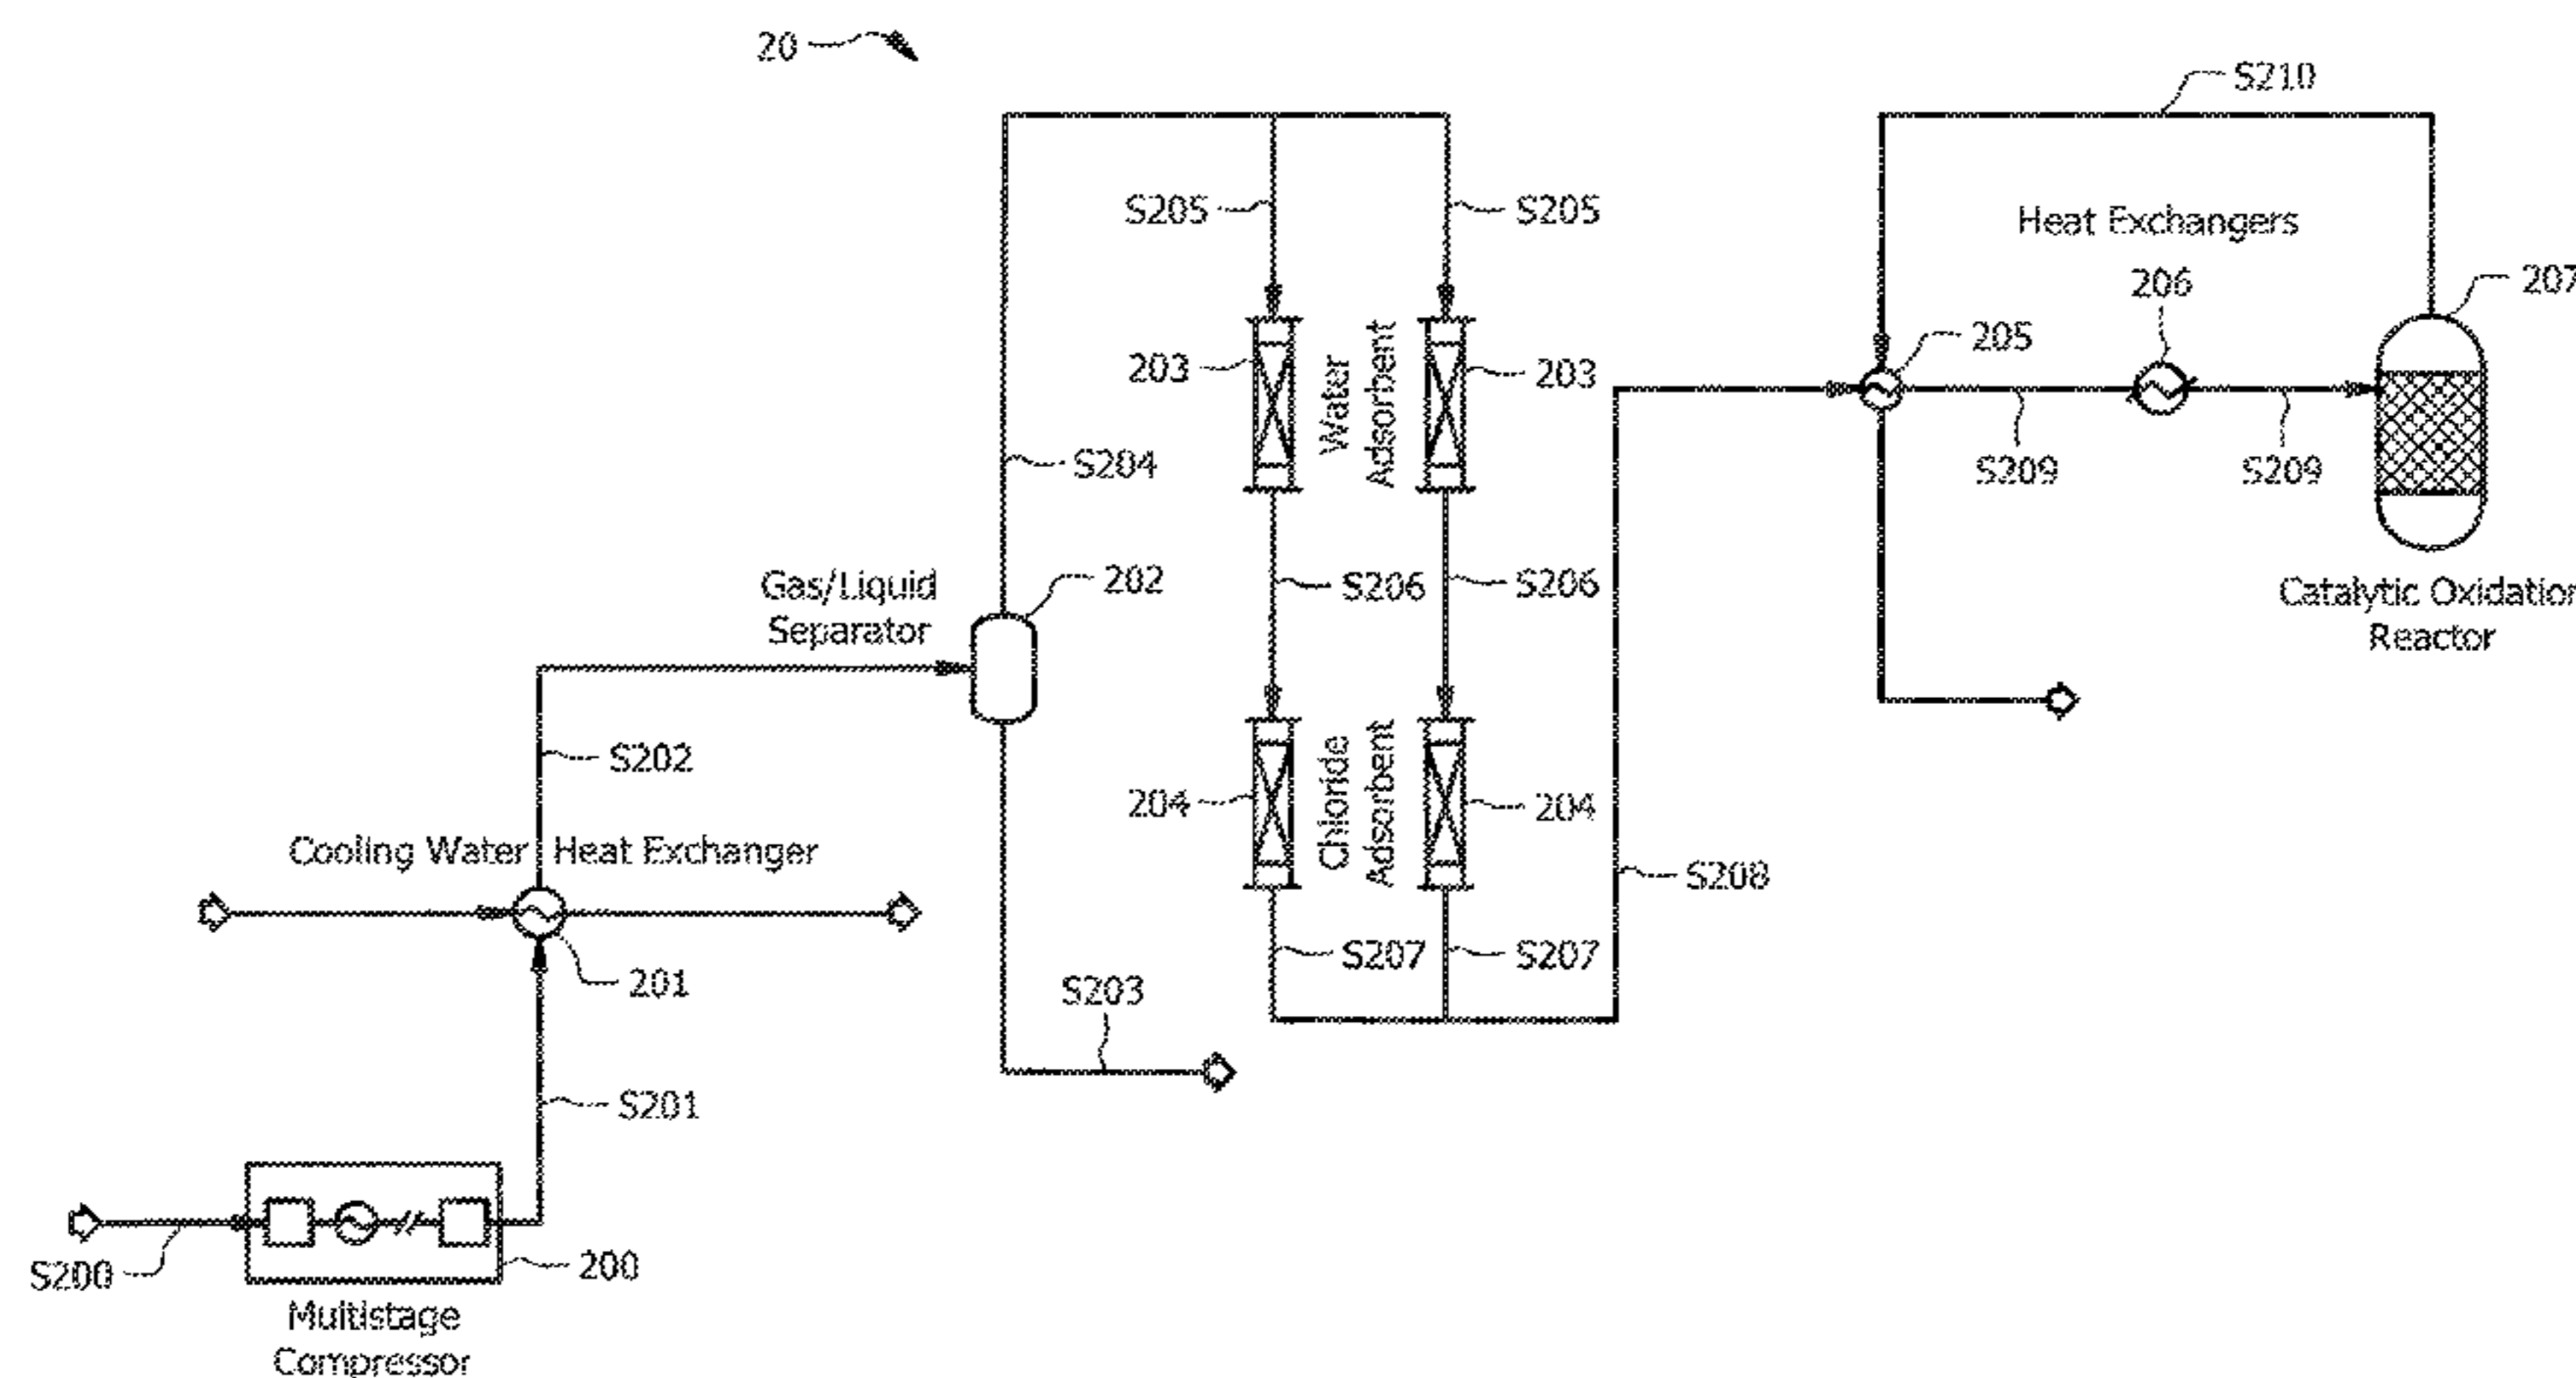 20
S210
S205
S205
Heat Exchangers
206
207
205
203
Water
Adsorbent
203
S204
S209
S209
Gas/Liquid
Separator
202
S206
S206
Catalytic Oxidation
Reactor
S202
204
Chloride
Adsorbent
204
Cooling Water Heat Exchanger
S208
201
S207
S207
S203
S201
S200
200
Multistage
Compressor